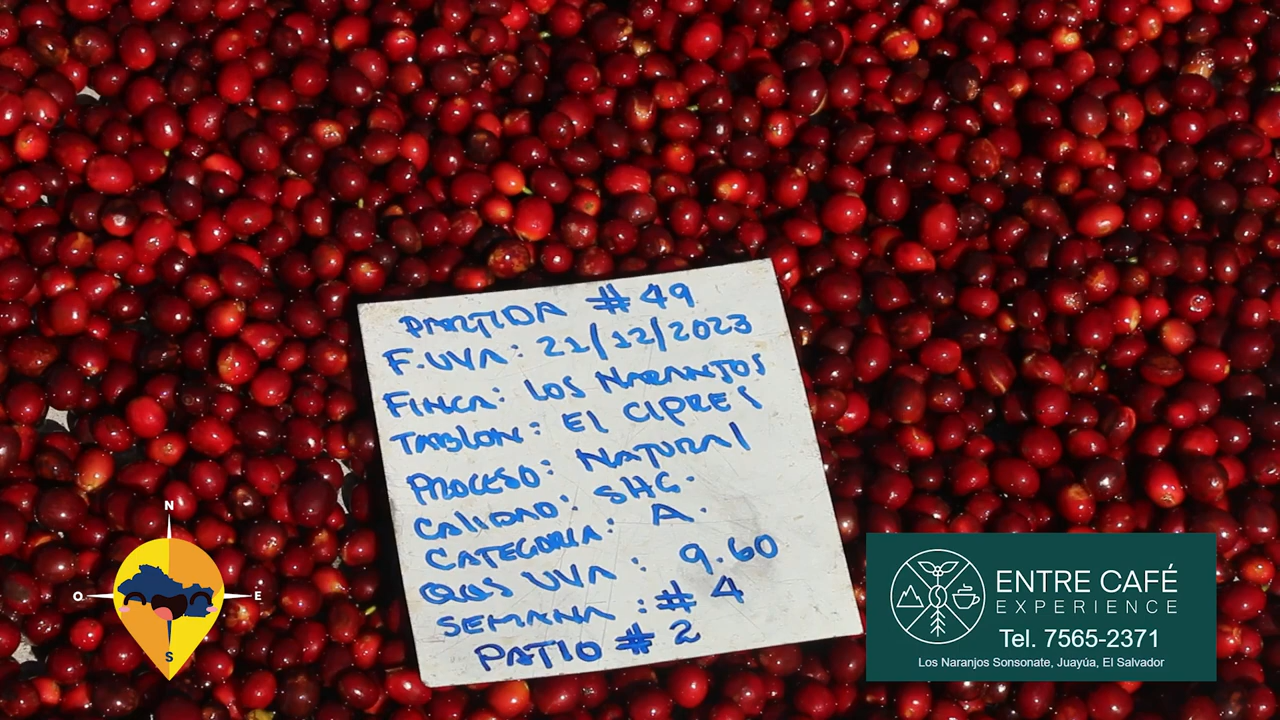 PARTIDA # 49
F. UVA: 21/12/2023
FINCA: LOS NARANJOS
TABLON: El CIPRES
PROCESO: NATURAl
CALIDAD: SHG.
CATEGORIA: A.
QQS UVA: 9.60
SEMANA: # 4
PATIO # 2
N
O
E
S
ENTRE CAFÉ
EXPERIENCE
Tel. 7565-2371
Los Naranjos Sonsonate, Juayúa, El Salvador